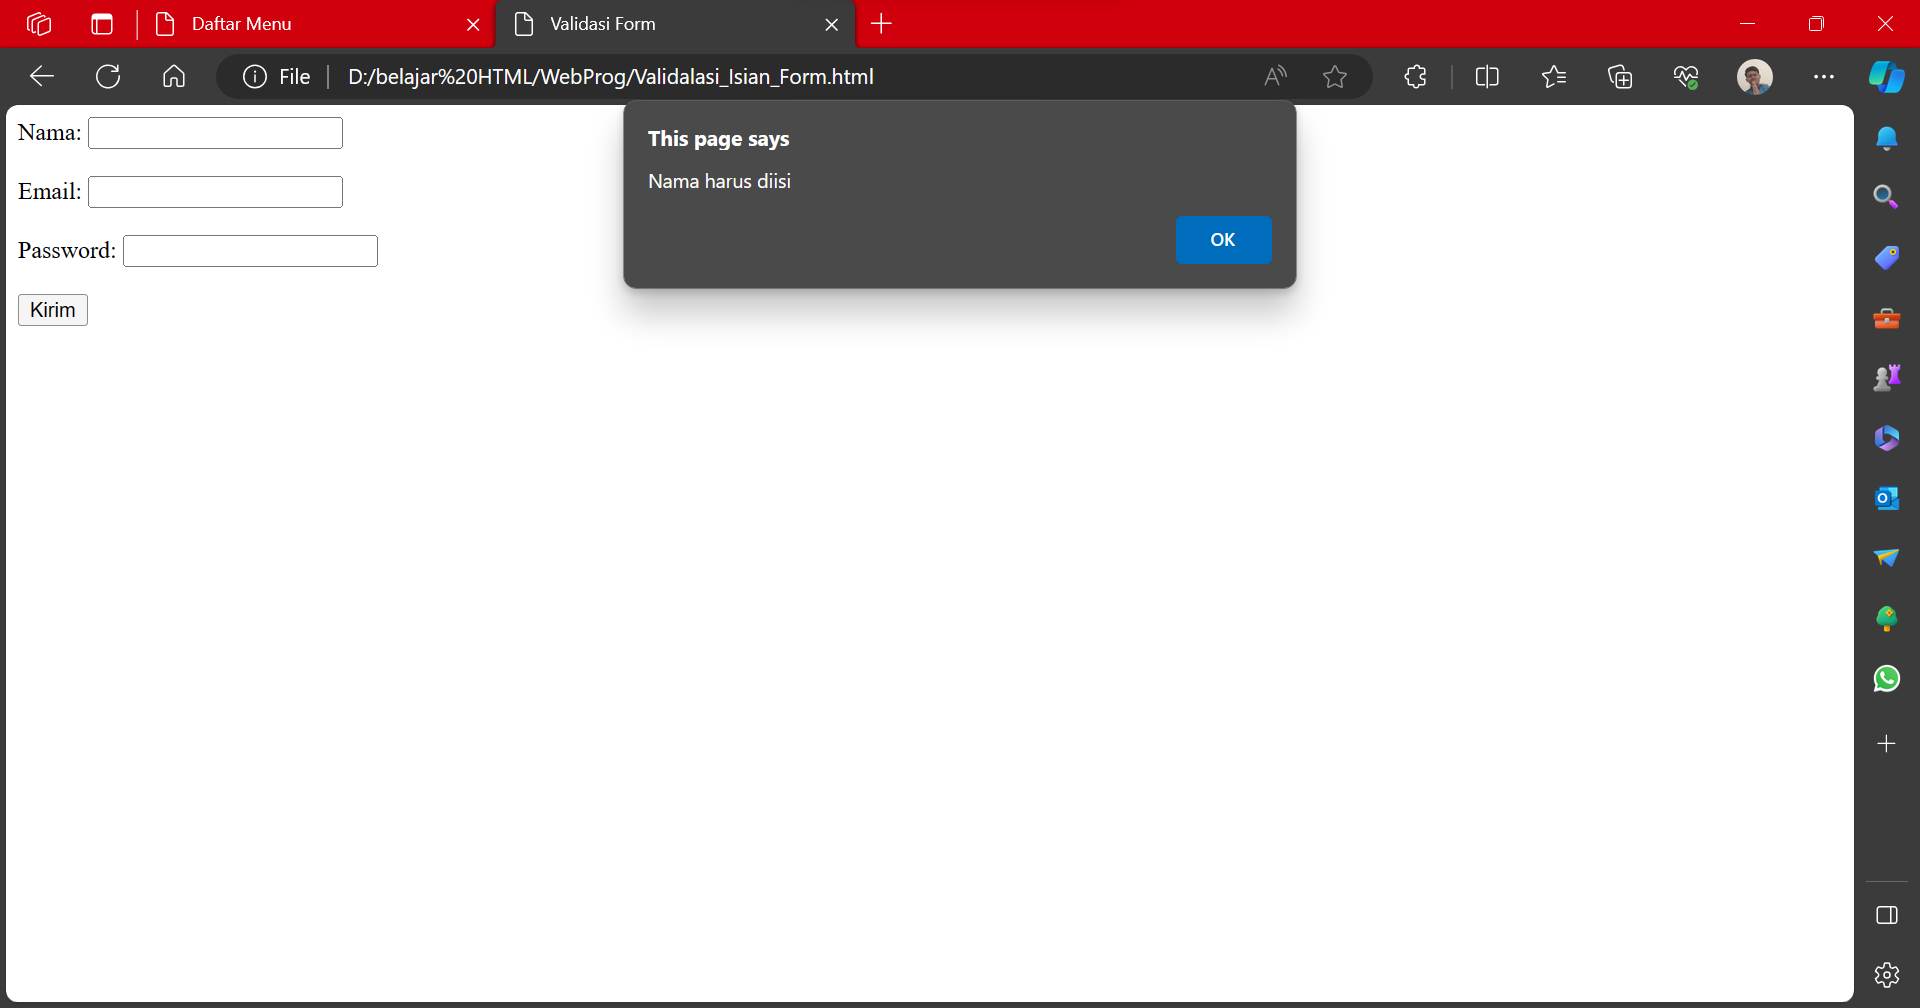 Daftar Menu
Validasi Form
File
D:/belajar%20HTML/WebProg/Validalasi_Isian_Form.html
This page says
Nama harus diisi
OK
Nama:
Email:
Password:
Kirim